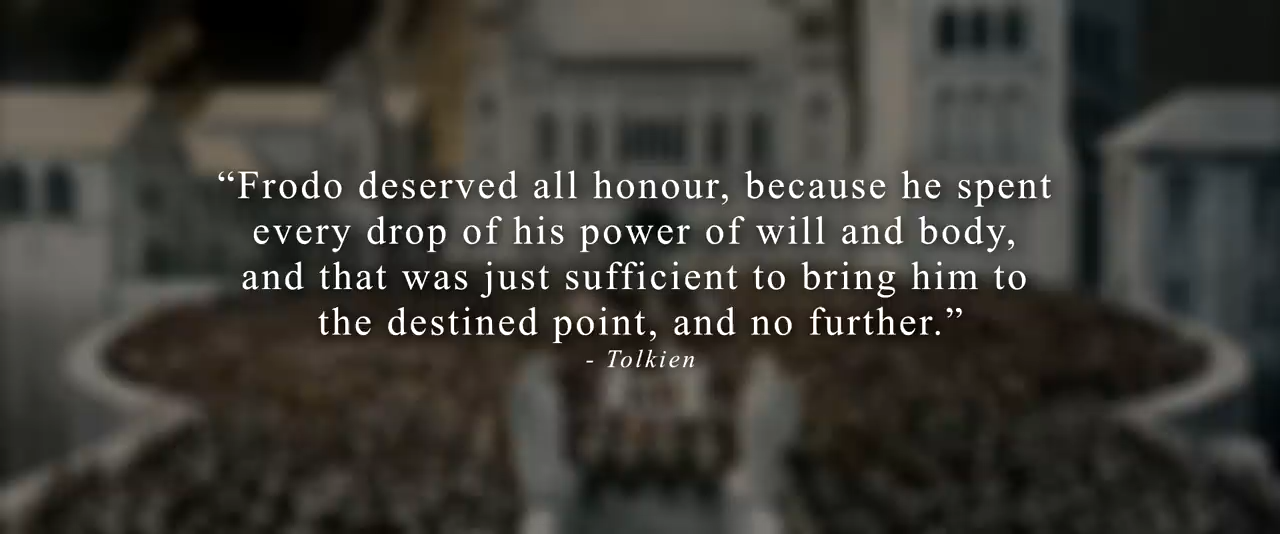 “Frodo deserved all honour, because he spent
every drop of his power of will and body,
and that was just sufficient to bring him to
the destined point, and no further.”
- Tolkien